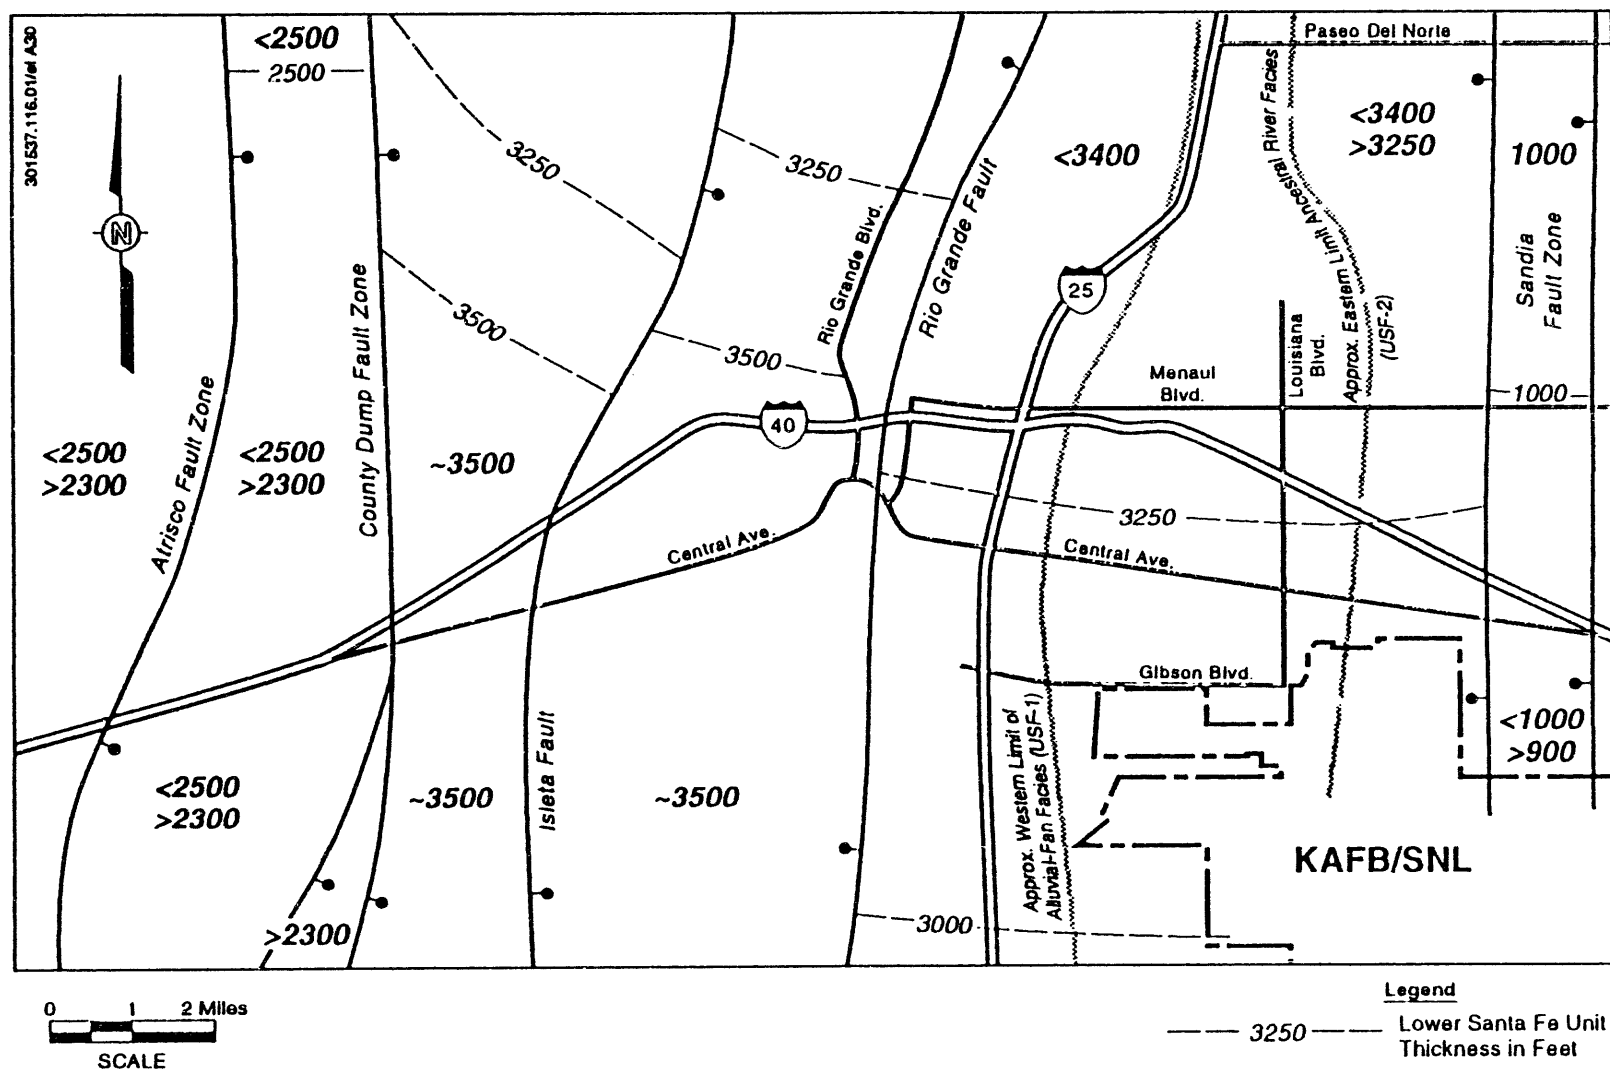 301537.116.01/el A30
<2500
2500
Paseo Del Norte
N
3250
3250
<3400
<3400
>3250
1000
Rio Grande Blvd.
Rio Grande Fault
Approx. Eastern Limit Ancestral River Facies
(USF-2)
Sandia
Fault Zone
25
3500
3500
Louisiana
Blvd.
Menaul
Blvd.
1000
Atrisco Fault Zone
County Dump Fault Zone
40
<2500
>2300
<2500
>2300
~3500
3250
Central Ave.
Central Ave.
Gibson Blvd.
Isleta Fault
Approx. Western Limit of
Alluvial-Fan Facies (USF-1)
<1000
>900
<2500
>2300
~3500
~3500
KAFB/SNL
>2300
3000
0 1 2 Miles
SCALE
Legend
3250
Lower Santa Fe Unit
Thickness in Feet